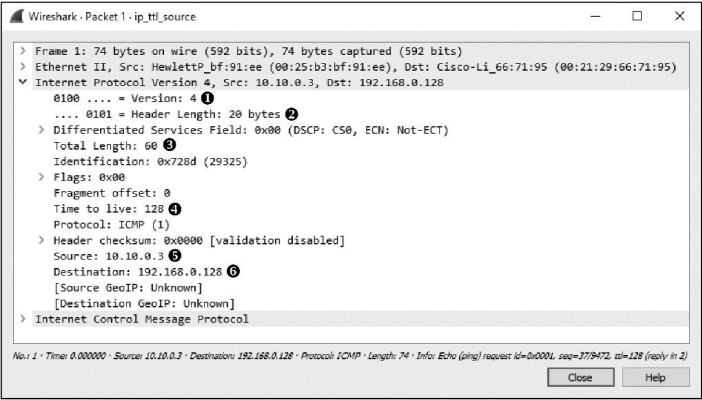 Wireshark · Packet 1 · ip_ttl_source
Frame 1: 74 bytes on wire (592 bits), 74 bytes captured (592 bits)
Ethernet II, Src: HewlettP_bf:91:ee (00:25:b3:bf:91:ee), Dst: Cisco-Li_66:71:95 (00:21:29:66:71:95)
Internet Protocol Version 4, Src: 10.10.0.3, Dst: 192.168.0.128
0100 .... = Version: 4 ❶
.... 0101 = Header Length: 20 bytes ❷
Differentiated Services Field: 0x00 (DSCP: CS0, ECN: Not-ECT)
Total Length: 60 ❸
Identification: 0x728d (29325)
Flags: 0x00
Fragment offset: 0
Time to live: 128 ❹
Protocol: ICMP (1)
Header checksum: 0x0000 [validation disabled]
Source: 10.10.0.3 ❺
Destination: 192.168.0.128 ❻
[Source GeoIP: Unknown]
[Destination GeoIP: Unknown]
Internet Control Message Protocol
No.: 1 · Time: 0.000000 · Source: 10.10.0.3 · Destination: 192.168.0.128 · Protocol: ICMP · Length: 74 · Info: Echo (ping) request id=0x0001, seq=37/9472, ttl=128 (reply in 2)
Close Help